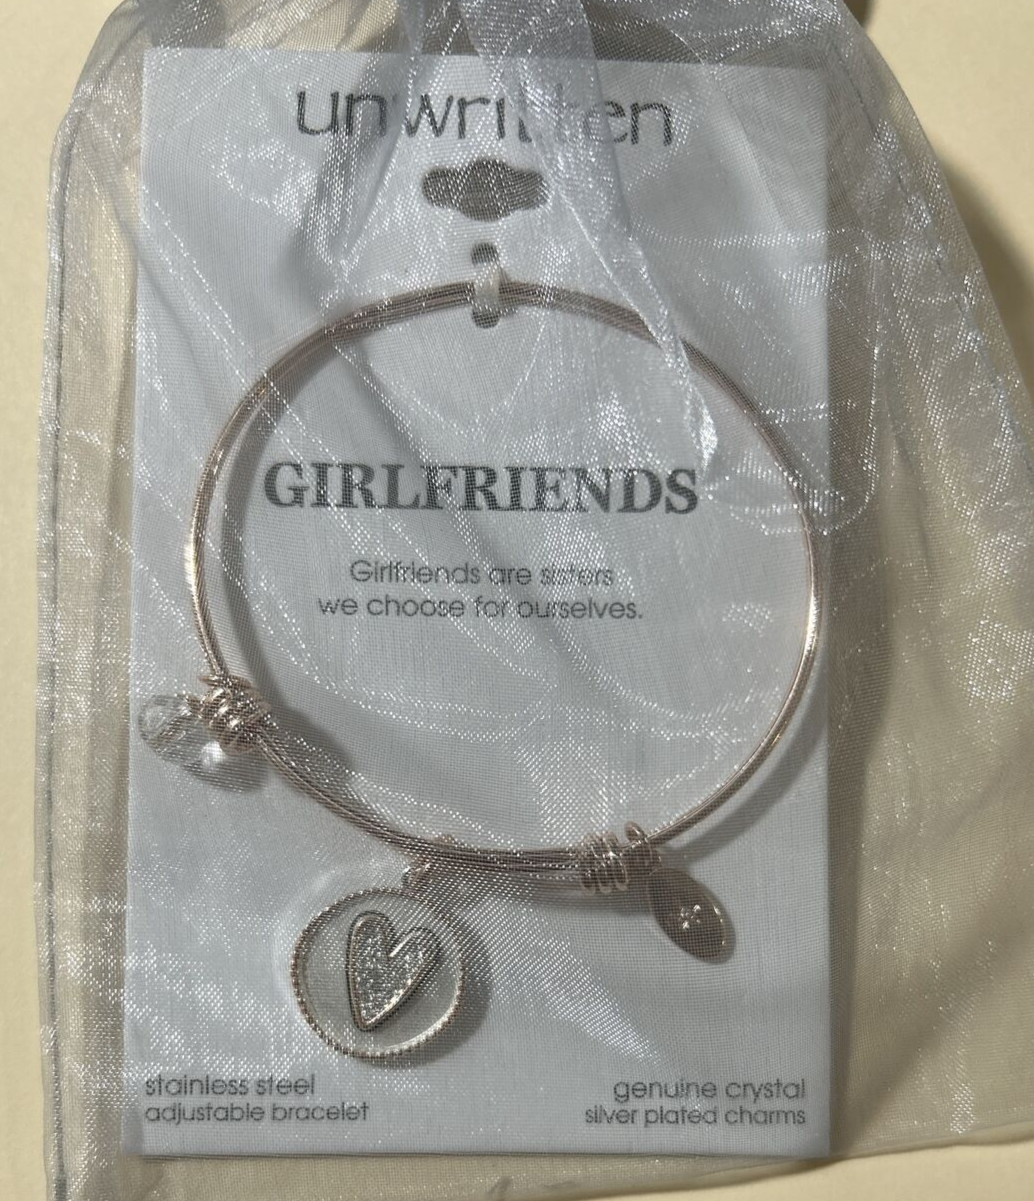 unwritten
GIRLFRIENDS
Girlfriends are sisters
we choose for ourselves.
stainless steel
adjustable bracelet
genuine crystal
silver plated charms